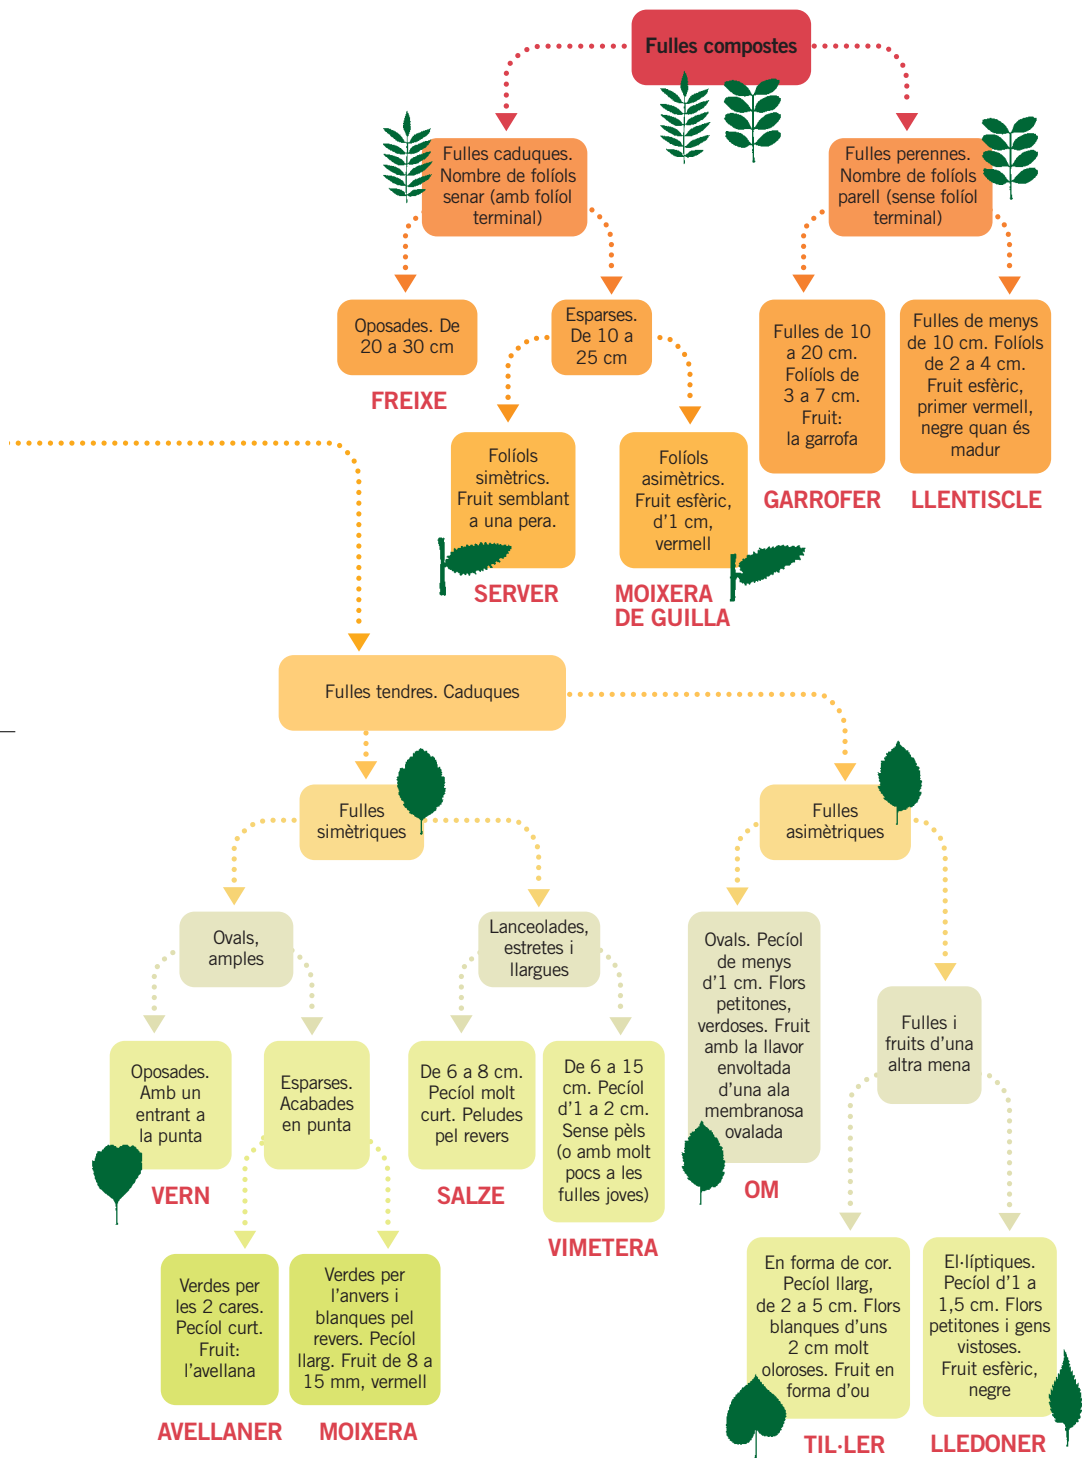 Fulles compostes
Fulles caduques.
Nombre de folíols
senar (amb folíol
terminal)
Fulles perennes.
Nombre de folíols
parell (sense folíol
terminal)
Oposades. De
20 a 30 cm
FREIXE
Esparses.
De 10 a
25 cm
Fulles de 10
a 20 cm.
Folíols de
3 a 7 cm.
Fruit:
la garrofa
GARROFER
Fulles de menys
de 10 cm. Folíols
de 2 a 4 cm.
Fruit esfèric,
primer vermell,
negre quan és
madur
LLENTISCLE
Folíols
simètrics.
Fruit semblant
a una pera.
SERVER
Folíols
asimètrics.
Fruit esfèric,
d'1 cm,
vermell
MOIXERA
DE GUILLA
Fulles tendres. Caduques
Fulles
simètriques
Fulles
asimètriques
Ovals,
amples
Lanceolades,
estretes i
llargues
Ovals. Pecíol
de menys
d'1 cm. Flors
petitones,
verdoses. Fruit
amb la llavor
envoltada
d'una ala
membranosa
ovalada
OM
Fulles i
fruits d'una
altra mena
Oposades.
Amb un
entrant a
la punta
VERN
Esparses.
Acabades
en punta
De 6 a 8 cm.
Pecíol molt
curt. Peludes
pel revers
SALZE
De 6 a 15
cm. Pecíol
d'1 a 2 cm.
Sense pèls
(o amb molt
pocs a les
fulles joves)
VIMETERA
Verdes per
les 2 cares.
Pecíol curt.
Fruit:
l'avellana
AVELLANER
Verdes per
l'anvers i
blanques pel
revers. Pecíol
llarg. Fruit de 8 a
15 mm, vermell
MOIXERA
En forma de cor.
Pecíol llarg,
de 2 a 5 cm. Flors
blanques d'uns
2 cm molt
oloroses. Fruit en
forma d'ou
TIL·LER
El·líptiques.
Pecíol d'1 a
1,5 cm. Flors
petitones i gens
vistoses.
Fruit esfèric,
negre
LLEDONER